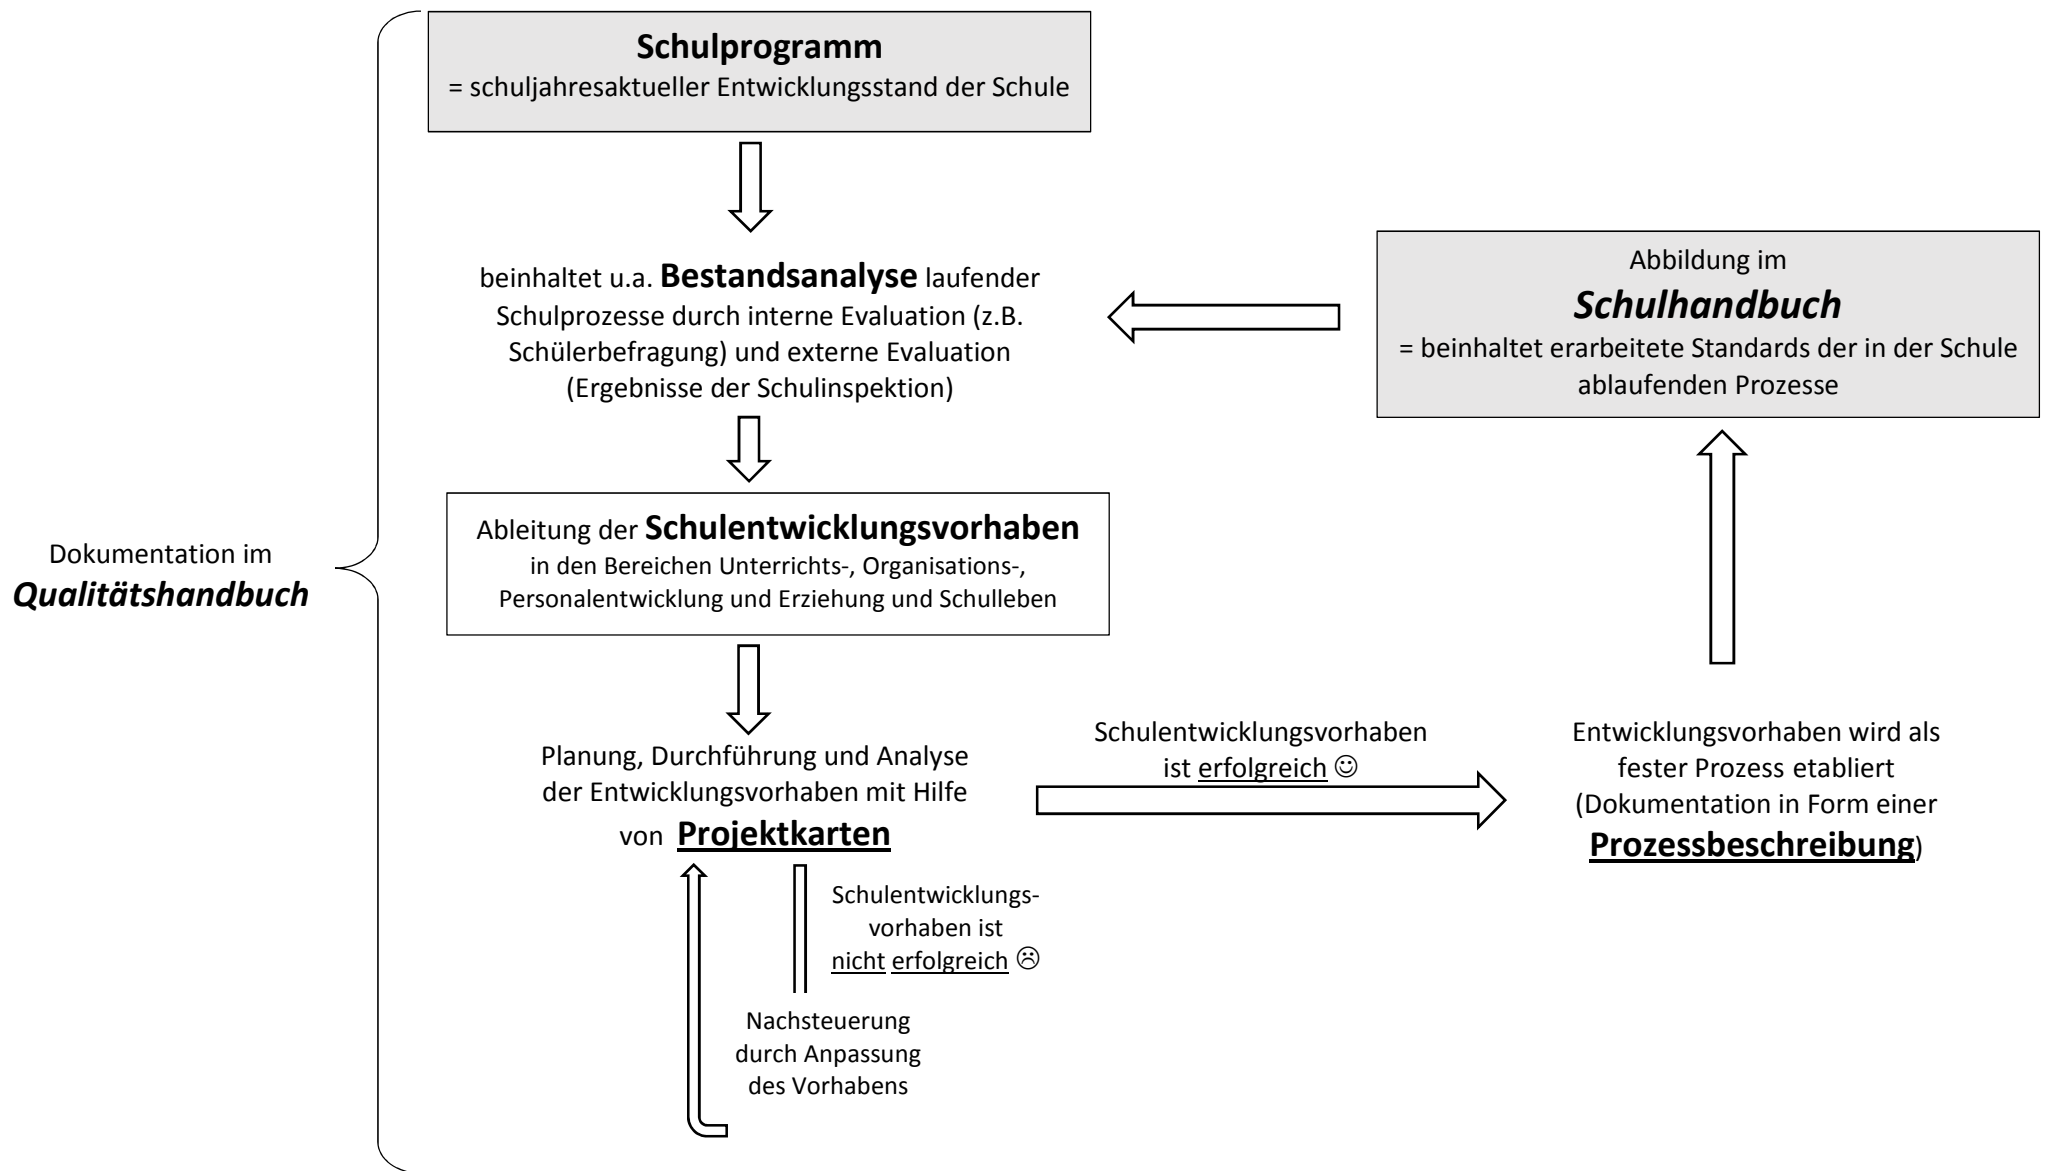 Schulprogramm
= schuljahresaktueller Entwicklungsstand der Schule
beinhaltet u.a. Bestandsanalyse laufender
Schulprozesse durch interne Evaluation (z.B.
Schülerbefragung) und externe Evaluation
(Ergebnisse der Schulinspektion)
Abbildung im
Schulhandbuch
= beinhaltet erarbeitete Standards der in der Schule
ablaufenden Prozesse
Dokumentation im
Qualitätshandbuch
Ableitung der Schulentwicklungsvorhaben
in den Bereichen Unterrichts-, Organisations-,
Personalentwicklung und Erziehung und Schulleben
Planung, Durchführung und Analyse
der Entwicklungsvorhaben mit Hilfe
von Projektkarten
Schulentwicklungsvorhaben
ist erfolgreich ☺
Entwicklungsvorhaben wird als
fester Prozess etabliert
(Dokumentation in Form einer
Prozessbeschreibung)
Schulentwicklungs-
vorhaben ist
nicht erfolgreich ☹
Nachsteuerung
durch Anpassung
des Vorhabens